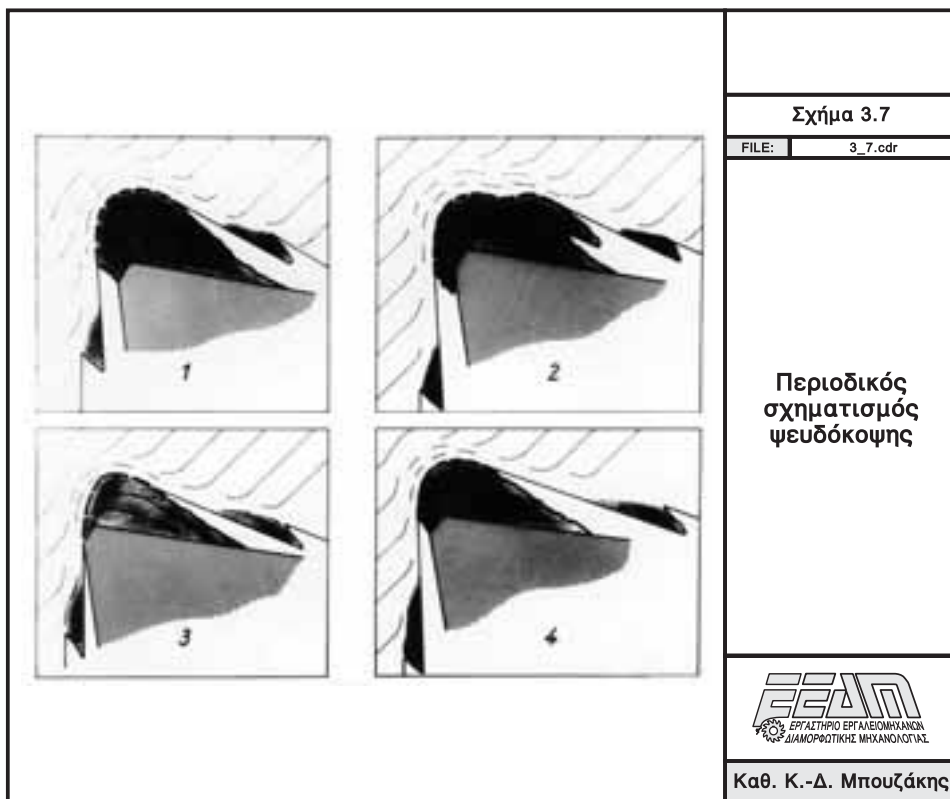 1
2
3
4
Σχήμα 3.7
FILE: 3_7.cdr
Περιοδικός
σχηματισμός
ψευδόκοψης
ΕΕΔΜ
ΕΡΓΑΣΤΗΡΙΟ ΕΡΓΑΛΕΙΟΜΗΧΑΝΩΝ
ΔΙΑΜΟΡΦΩΤΙΚΗΣ ΜΗΧΑΝΟΛΟΓΙΑΣ
Καθ. Κ.-Δ. Μπουζάκης